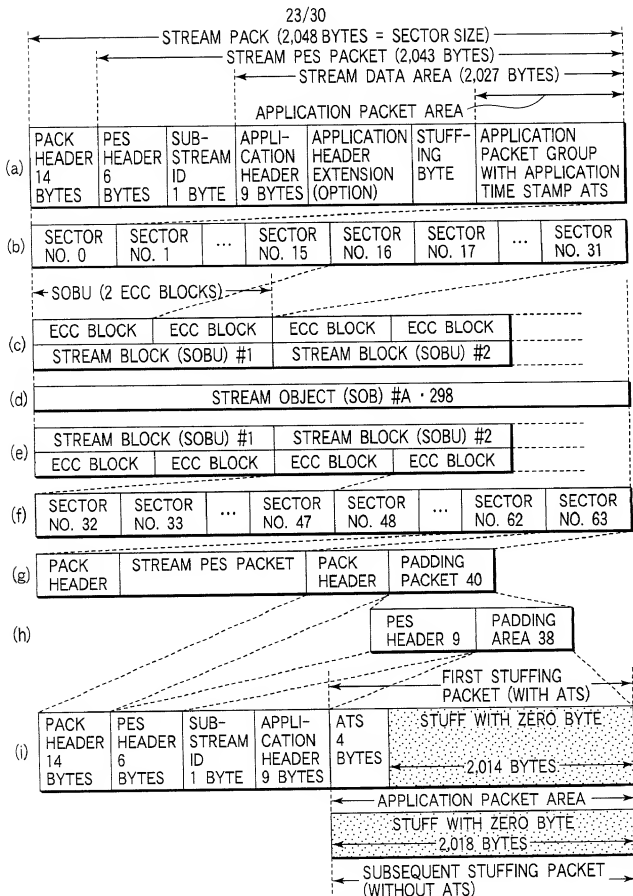 23/30
STREAM PACK (2,048 BYTES = SECTOR SIZE)
STREAM PES PACKET (2,043 BYTES)
STREAM DATA AREA (2,027 BYTES)
APPLICATION PACKET AREA
(a)
PACK HEADER 14 BYTES
PES HEADER 6 BYTES
SUB- STREAM ID 1 BYTE
APPLI- CATION HEADER 9 BYTES
APPLICATION HEADER EXTENSION (OPTION)
STUFF- ING BYTE
APPLICATION PACKET GROUP WITH APPLICATION TIME STAMP ATS
(b)
SECTOR NO. 0
SECTOR NO. 1
...
SECTOR NO. 15
SECTOR NO. 16
SECTOR NO. 17
...
SECTOR NO. 31
SOBU (2 ECC BLOCKS)
(c)
ECC BLOCK ECC BLOCK ECC BLOCK ECC BLOCK
STREAM BLOCK (SOBU) #1 STREAM BLOCK (SOBU) #2
(d)
STREAM OBJECT (SOB) #A · 298
(e)
STREAM BLOCK (SOBU) #1 STREAM BLOCK (SOBU) #2
ECC BLOCK ECC BLOCK ECC BLOCK ECC BLOCK
(f)
SECTOR NO. 32
SECTOR NO. 33
...
SECTOR NO. 47
SECTOR NO. 48
...
SECTOR NO. 62
SECTOR NO. 63
(g)
PACK HEADER
STREAM PES PACKET
PACK HEADER
PADDING PACKET 40
(h)
PES HEADER 9
PADDING AREA 38
FIRST STUFFING PACKET (WITH ATS)
(i)
PACK HEADER 14 BYTES
PES HEADER 6 BYTES
SUB- STREAM ID 1 BYTE
APPLI- CATION HEADER 9 BYTES
ATS 4 BYTES
STUFF WITH ZERO BYTE
2,014 BYTES
APPLICATION PACKET AREA
STUFF WITH ZERO BYTE
2,018 BYTES
SUBSEQUENT STUFFING PACKET
(WITHOUT ATS)